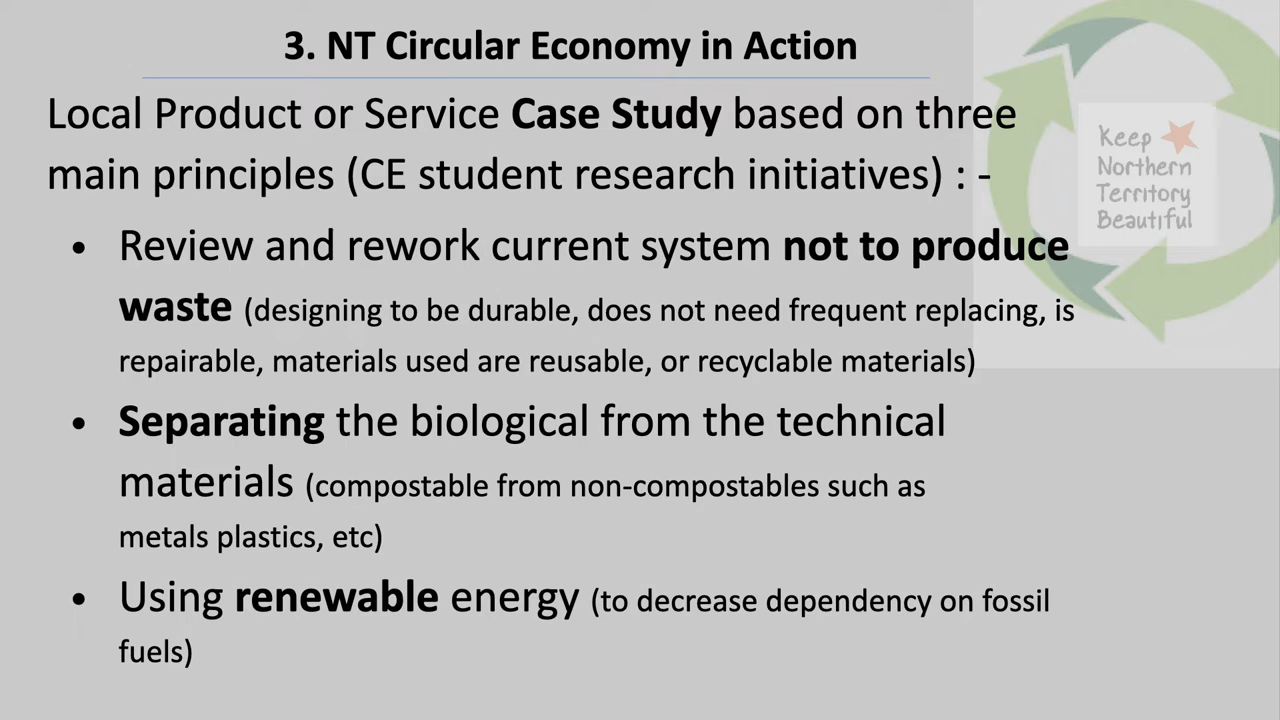 3. NT Circular Economy in Action
Local Product or Service Case Study based on three
main principles (CE student research initiatives) : -
• Review and rework current system not to produce
waste (designing to be durable, does not need frequent replacing, is
repairable, materials used are reusable, or recyclable materials)
• Separating the biological from the technical
materials (compostable from non-compostables such as
metals plastics, etc)
• Using renewable energy (to decrease dependency on fossil
fuels)
Keep
Northern
Territory
Beautiful